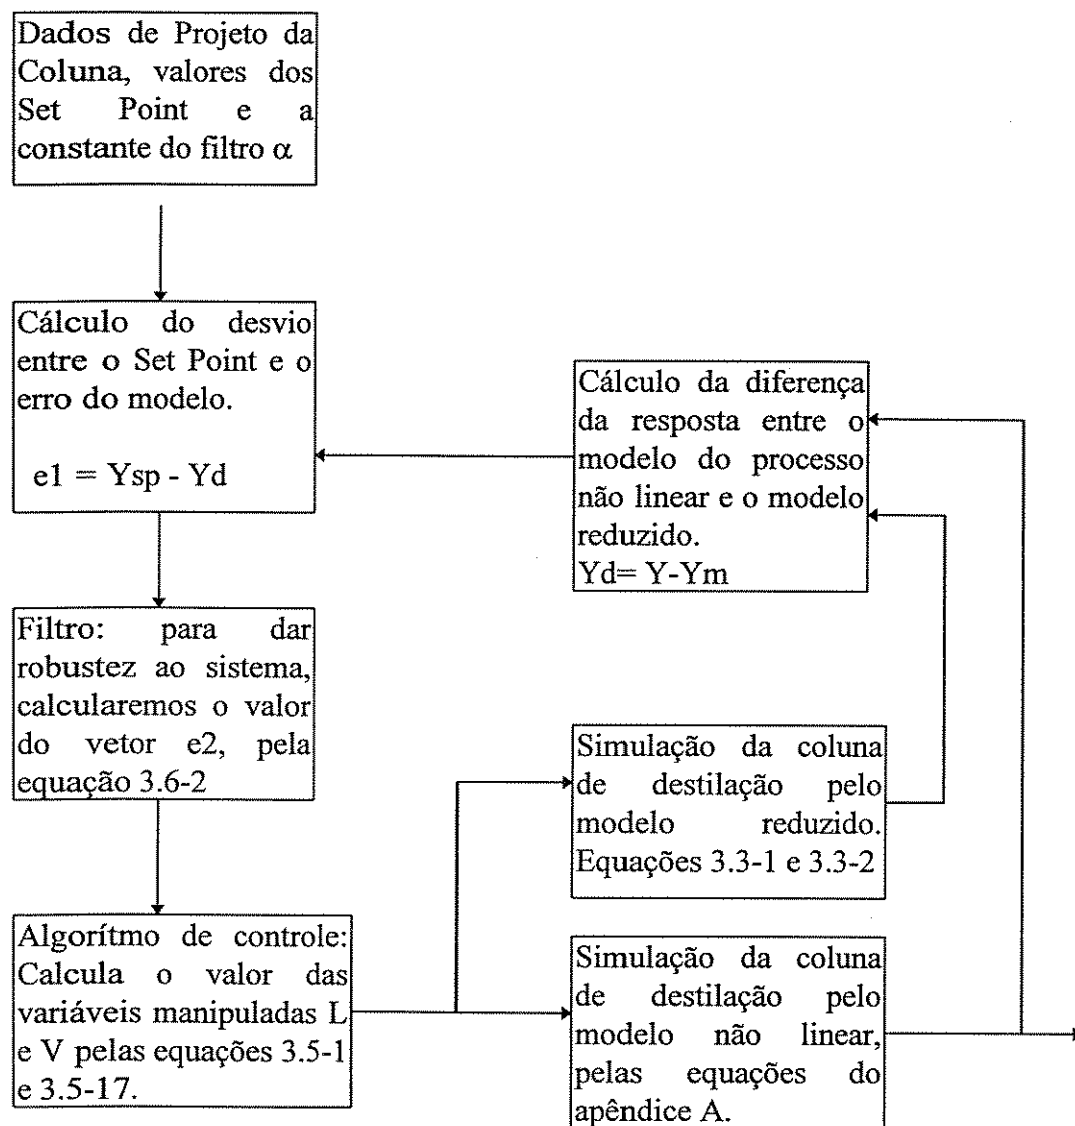 Dados de Projeto da
Coluna, valores dos
Set Point e a
constante do filtro α
Cálculo do desvio
entre o Set Point e o
erro do modelo.
e1 = Ysp - Yd
Cálculo da diferença
da resposta entre o
modelo do processo
não linear e o modelo
reduzido.
Yd= Y-Ym
Filtro: para dar
robustez ao sistema,
calcularemos o valor
do vetor e2, pela
equação 3.6-2
Simulação da coluna
de destilação pelo
modelo reduzido.
Equações 3.3-1 e 3.3-2
Algorítmo de controle:
Calcula o valor das
variáveis manipuladas L
e V pelas equações 3.5-1
e 3.5-17.
Simulação da coluna
de destilação pelo
modelo não linear,
pelas equações do
apêndice A.